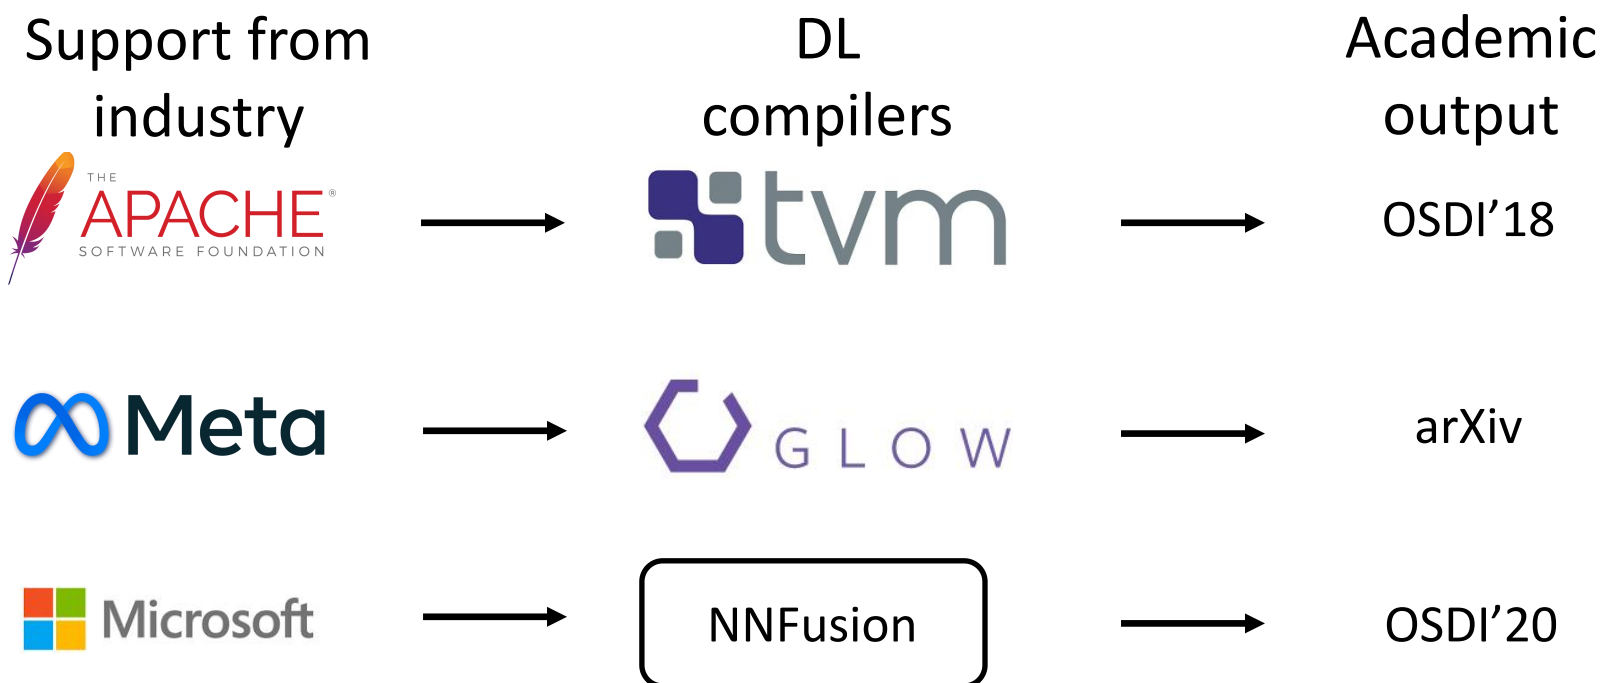 Support from
industry
DL
compilers
Academic
output
THE
APACHE®
SOFTWARE FOUNDATION
tvm
OSDI’18
Meta
GLOW
arXiv
Microsoft
NNFusion
OSDI’20